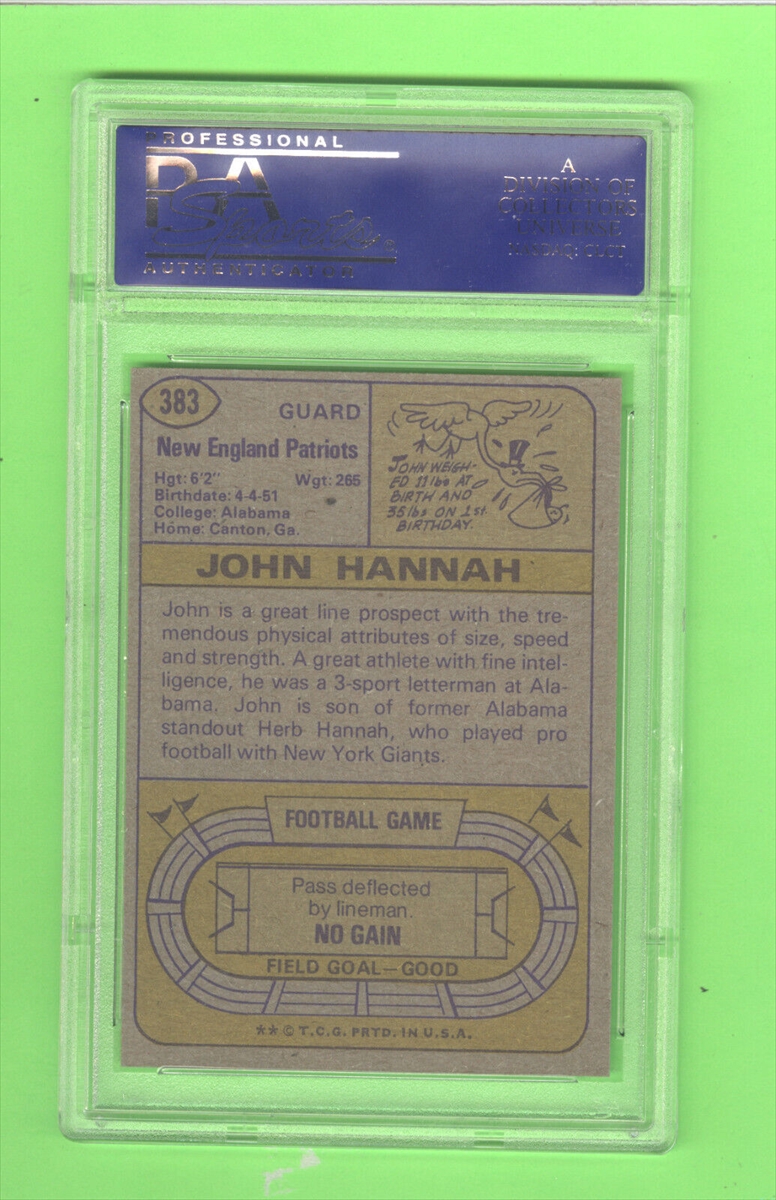 PROFESSIONAL
PSA
AUTHENTICATOR
A
DIVISION OF
COLLECTORS
UNIVERSE
NASDAQ: CLCT
383
GUARD
New England Patriots
Hgt: 6'2" Wgt: 265
Birthdate: 4-4-51
College: Alabama
Home: Canton, Ga.
JOHN WEIGH-
ED 11 lbs AT
BIRTH AND
35 lbs ON 1st.
BIRTHDAY.
JOHN HANNAH
John is a great line prospect with the tre-
mendous physical attributes of size, speed
and strength. A great athlete with fine intel-
ligence, he was a 3-sport letterman at Ala-
bama. John is son of former Alabama
standout Herb Hannah, who played pro
football with New York Giants.
FOOTBALL GAME
Pass deflected
by lineman.
NO GAIN
FIELD GOAL—GOOD
** © T.C.G. PRTD. IN U.S.A.